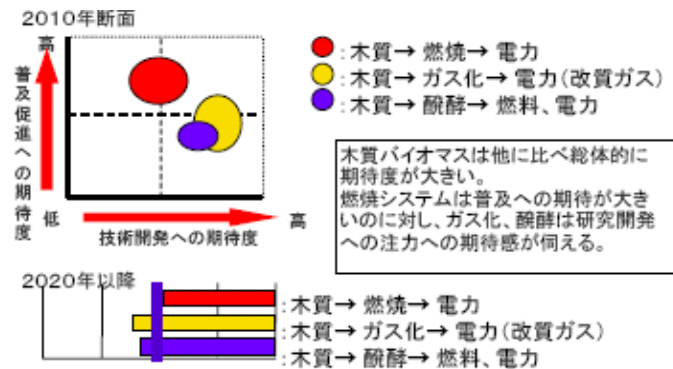 2010年断面
高
普及促進への期待度
低
技術開発への期待度
高
:木質→ 燃焼→ 電力
:木質→ ガス化→ 電力(改質ガス)
:木質→ 醗酵→ 燃料、電力
木質バイオマスは他に比べ総体的に
期待度が大きい。
燃焼システムは普及への期待が大き
いのに対し、ガス化、醗酵は研究開発
への注力への期待感が伺える。
2020年以降
:木質→ 燃焼→ 電力
:木質→ ガス化→ 電力(改質ガス)
:木質→ 醗酵→ 燃料、電力